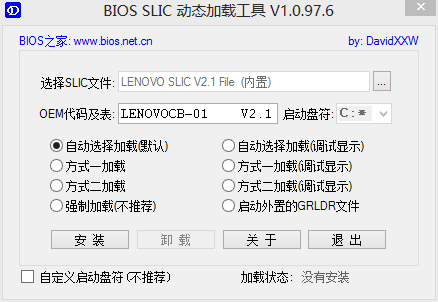 BIOS SLIC 动态加载工具 V1.0.97.6
BIOS之家: www.bios.net.cn by: DavidXXW
选择SLIC文件: LENOVO SLIC V2.1 File (内置) ...
OEM代码及表: LENOVOCB-01 V2.1 启动盘符: C:*
自动选择加载(默认) 自动选择加载(调试显示)
方式一加载 方式一加载(调试显示)
方式二加载 方式二加载(调试显示)
强制加载(不推荐) 启动外置的GRLDR文件
安 装 卸 载 关 于 退 出
自定义启动盘符(不推荐) 加载状态: 没有安装